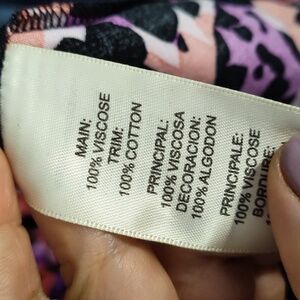 MAIN:
100% VISCOSE
TRIM:
100% COTTON
PRINCIPAL:
100% VISCOSA
DECORACION:
100% ALGODON
PRINCIPALE:
100% VISCOSE
BORDURE: